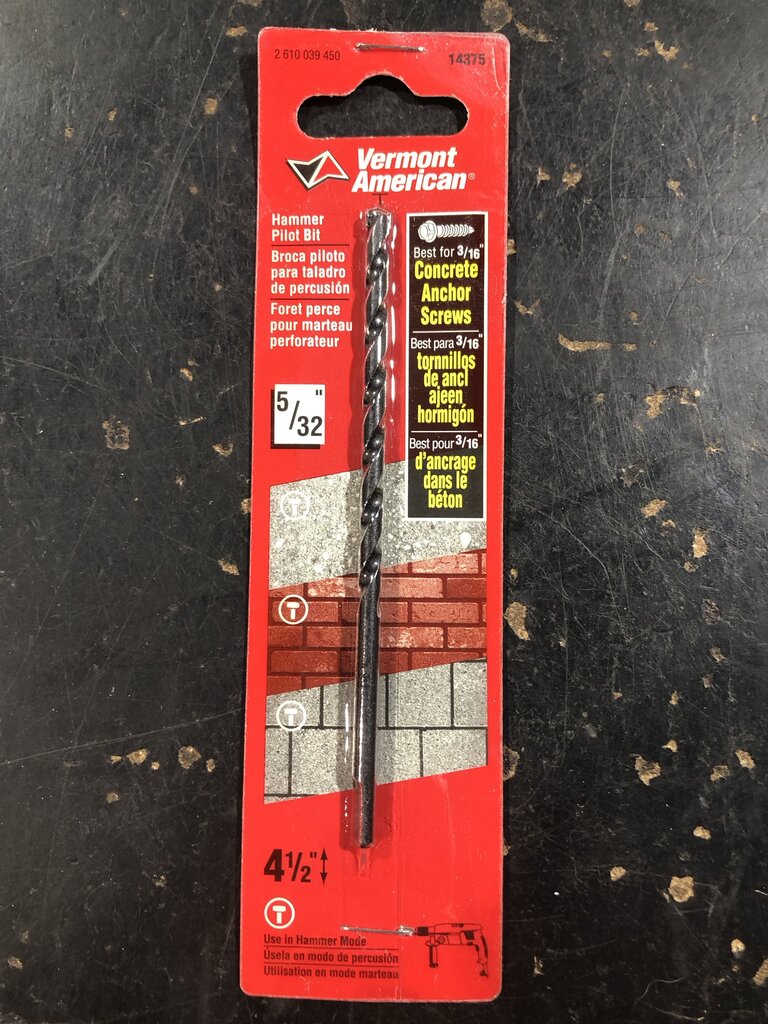 2 610 039 450
14375
Vermont
American®
Hammer
Pilot Bit
Broca piloto
para taladro
de percusión
Foret perce
pour marteau
perforateur
5/32"
Best for 3/16"
Concrete
Anchor
Screws
Best para 3/16"
tornnillos
de ancl
ajeen
hormigón
Best pour 3/16"
d'ancrage
dans le
béton
4 1/2"
Use in Hammer Mode
Úsela en modo de percusión
Utilisation en mode marteau